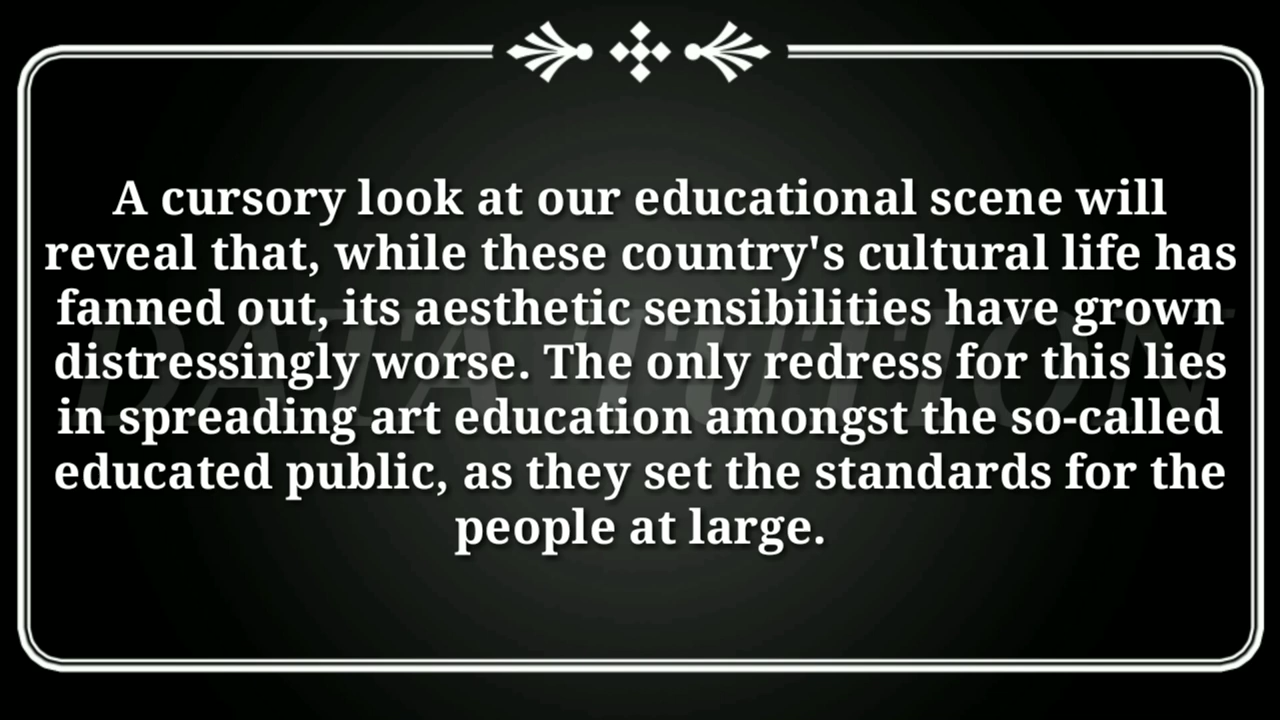 A cursory look at our educational scene will
reveal that, while these country's cultural life has
fanned out, its aesthetic sensibilities have grown
distressingly worse. The only redress for this lies
in spreading art education amongst the so-called
educated public, as they set the standards for the
people at large.
DATA TUTION